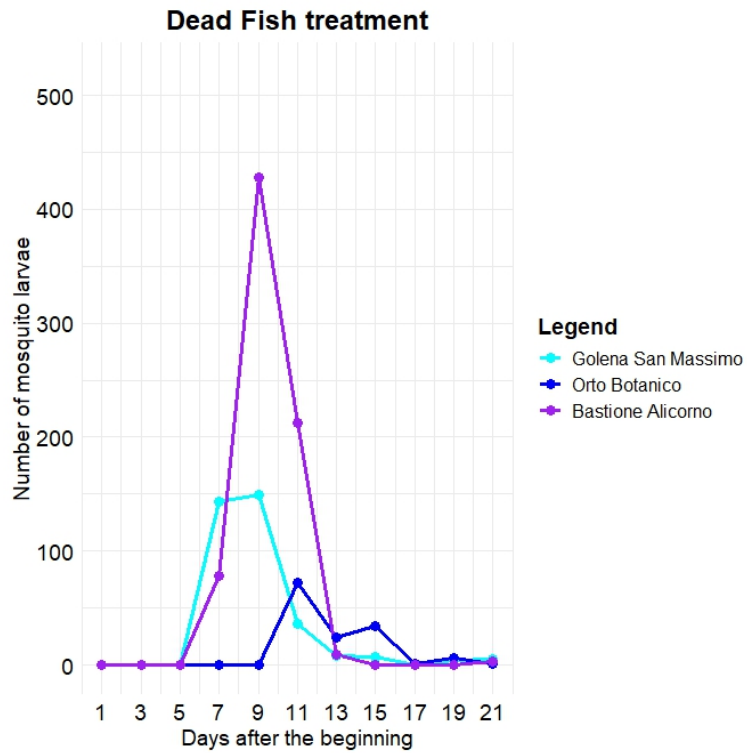 Dead Fish treatment
Number of mosquito larvae
500
400
300
200
100
0
1 3 5 7 9 11 13 15 17 19 21
Days after the beginning
Legend
Golena San Massimo
Orto Botanico
Bastione Alicorno